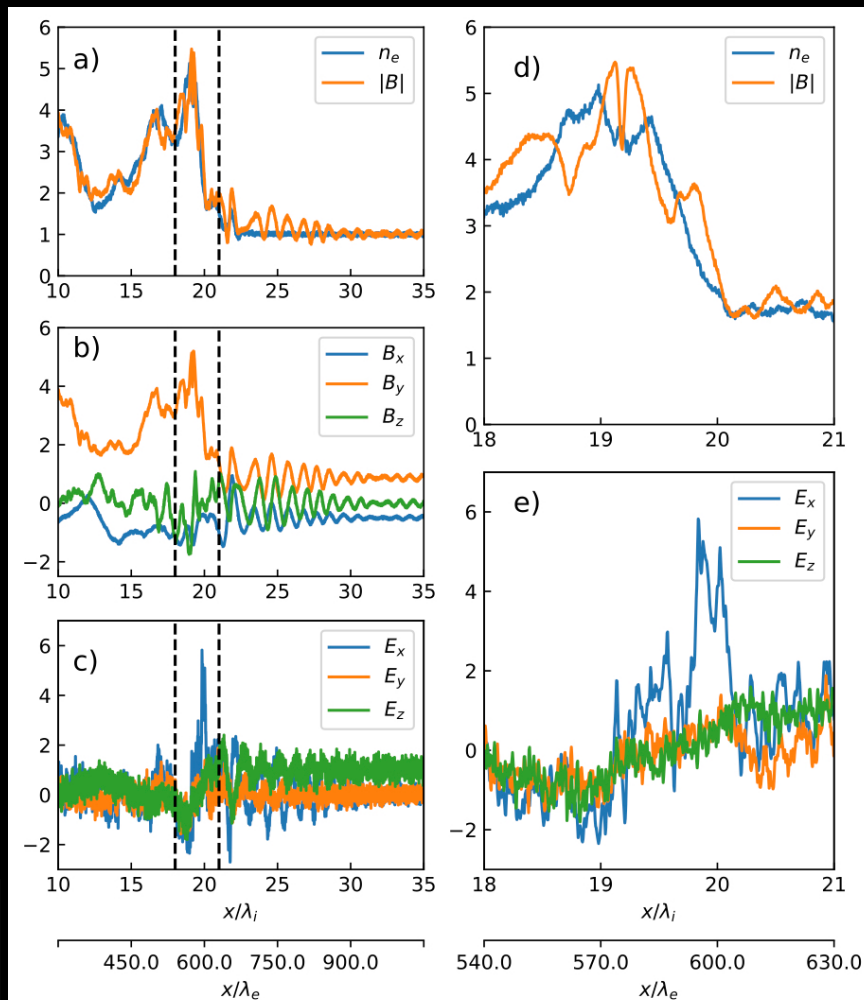 a)
n_e
|B|
6
5
4
3
2
1
0
10 15 20 25 30 35
b)
B_x
B_y
B_z
6
4
2
0
−2
10 15 20 25 30 35
c)
E_x
E_y
E_z
6
4
2
0
−2
10 15 20 25 30 35
x/λ_i
450.0 600.0 750.0 900.0
x/λ_e
d)
n_e
|B|
6
5
4
3
2
1
0
18 19 20 21
e)
E_x
E_y
E_z
6
4
2
0
−2
18 19 20 21
x/λ_i
540.0 570.0 600.0 630.0
x/λ_e